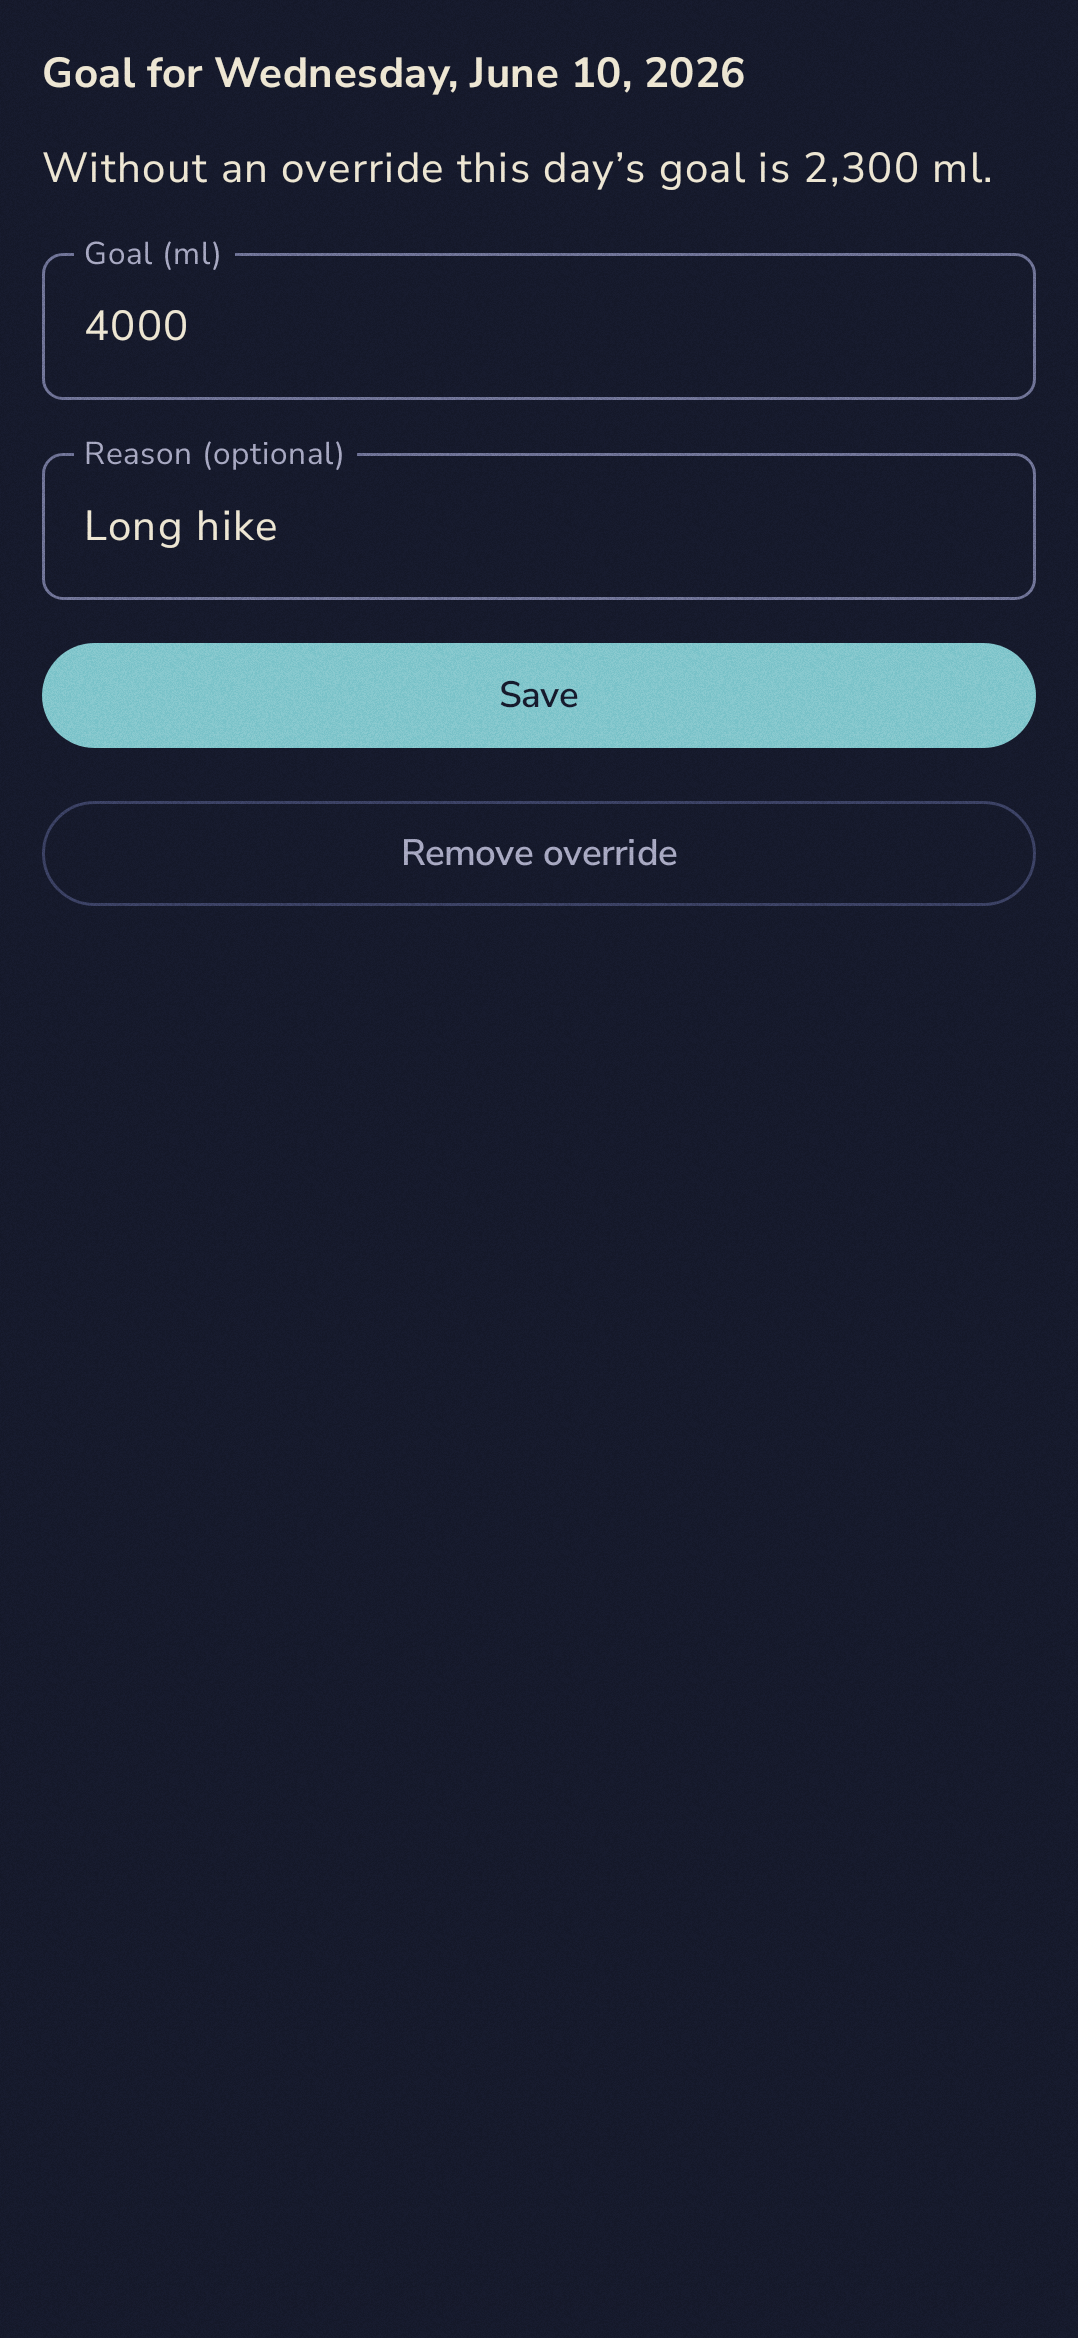 Goal for Wednesday, June 10, 2026
Without an override this day’s goal is 2,300 ml.
Goal (ml)
4000
Reason (optional)
Long hike
Save
Remove override